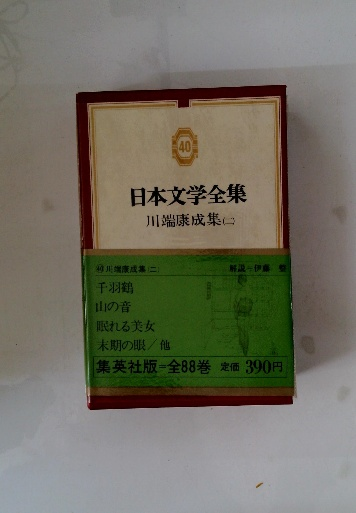 40
日本文学全集
川端康成集(二)
㊵川端康成集(二) 解説=伊藤 整
千羽鶴
山の音
眠れる美女
末期の眼/他
集英社版=全88巻 定価 390円